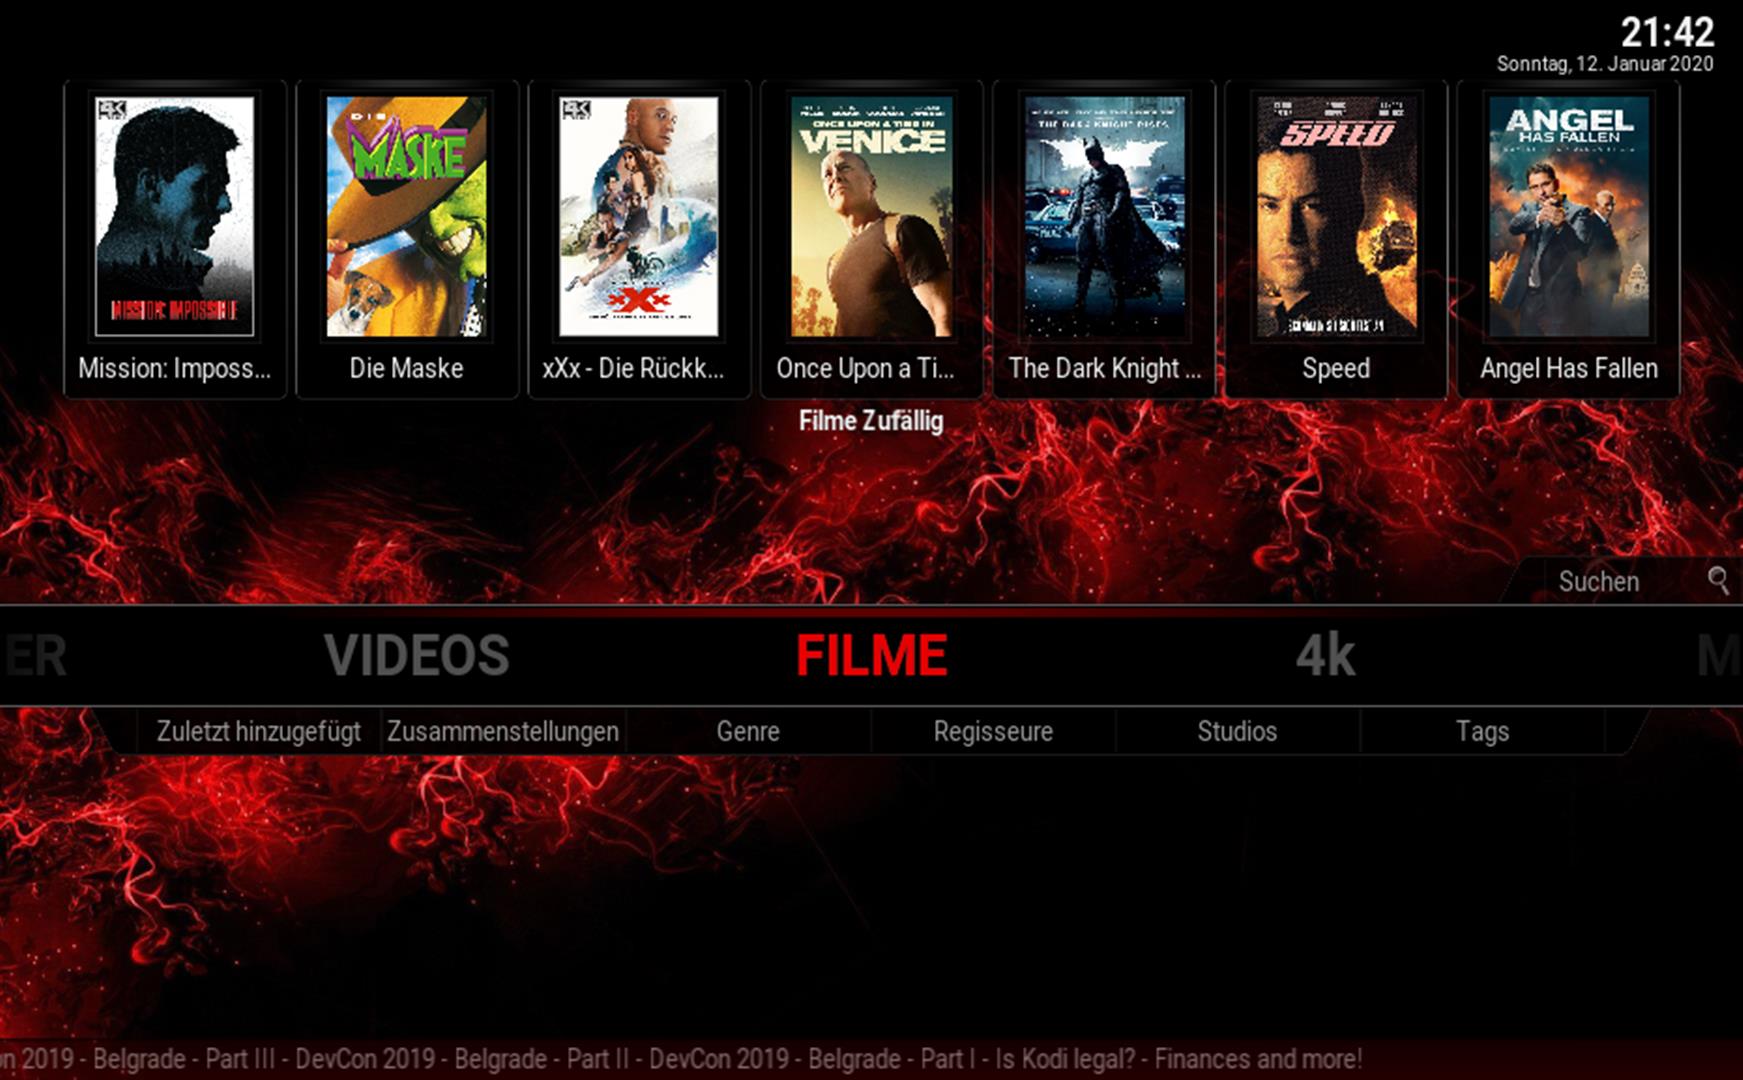 21:42
Sonntag, 12. Januar 2020
4K
MISSION: IMPOSSIBLE
DIE
MASKE
4K
xXx
ONCE UPON A TIME IN
VENICE
THE DARK KNIGHT RISES
SPEED
ANGEL
HAS FALLEN
Mission: Imposs...
Die Maske
xXx - Die Rückk...
Once Upon a Ti...
The Dark Knight ...
Speed
Angel Has Fallen
Filme Zufällig
Suchen
ER
VIDEOS
FILME
4k
M
Zuletzt hinzugefügt
Zusammenstellungen
Genre
Regisseure
Studios
Tags
on 2019 - Belgrade - Part III - DevCon 2019 - Belgrade - Part II - DevCon 2019 - Belgrade - Part I - Is Kodi legal? - Finances and more!